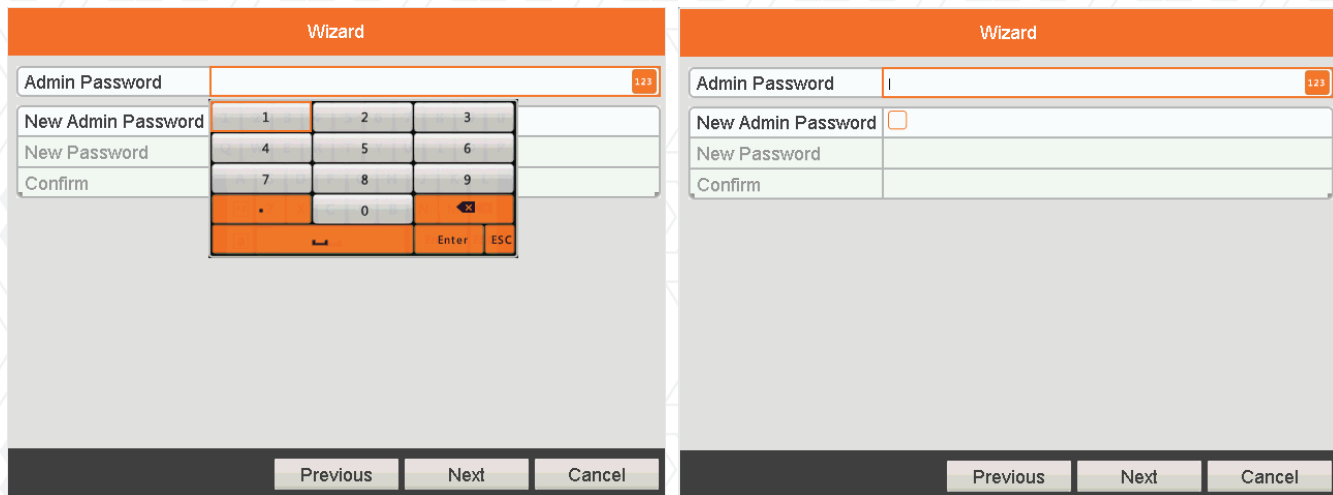 Wizard
Admin Password 123
New Admin Password
New Password
Confirm
1 2 3
4 5 6
7 8 9
. 0
Enter ESC
Previous Next Cancel
Wizard
Admin Password 123
New Admin Password
New Password
Confirm
Previous Next Cancel